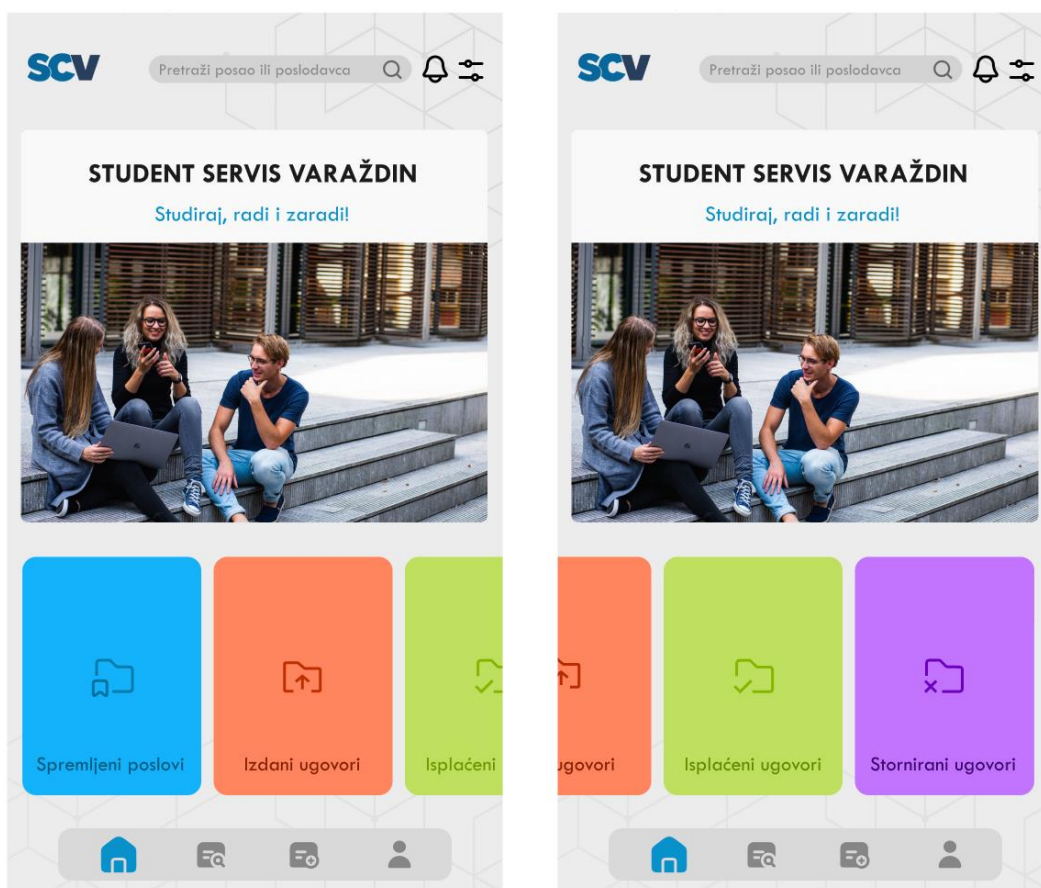 SCV
Pretraži posao ili poslodavca
STUDENT SERVIS VARAŽDIN
Studiraj, radi i zaradi!
Spremljeni poslovi
Izdani ugovori
Isplaćeni
SCV
Pretraži posao ili poslodavca
STUDENT SERVIS VARAŽDIN
Studiraj, radi i zaradi!
ugovori
Isplaćeni ugovori
Stornirani ugovori